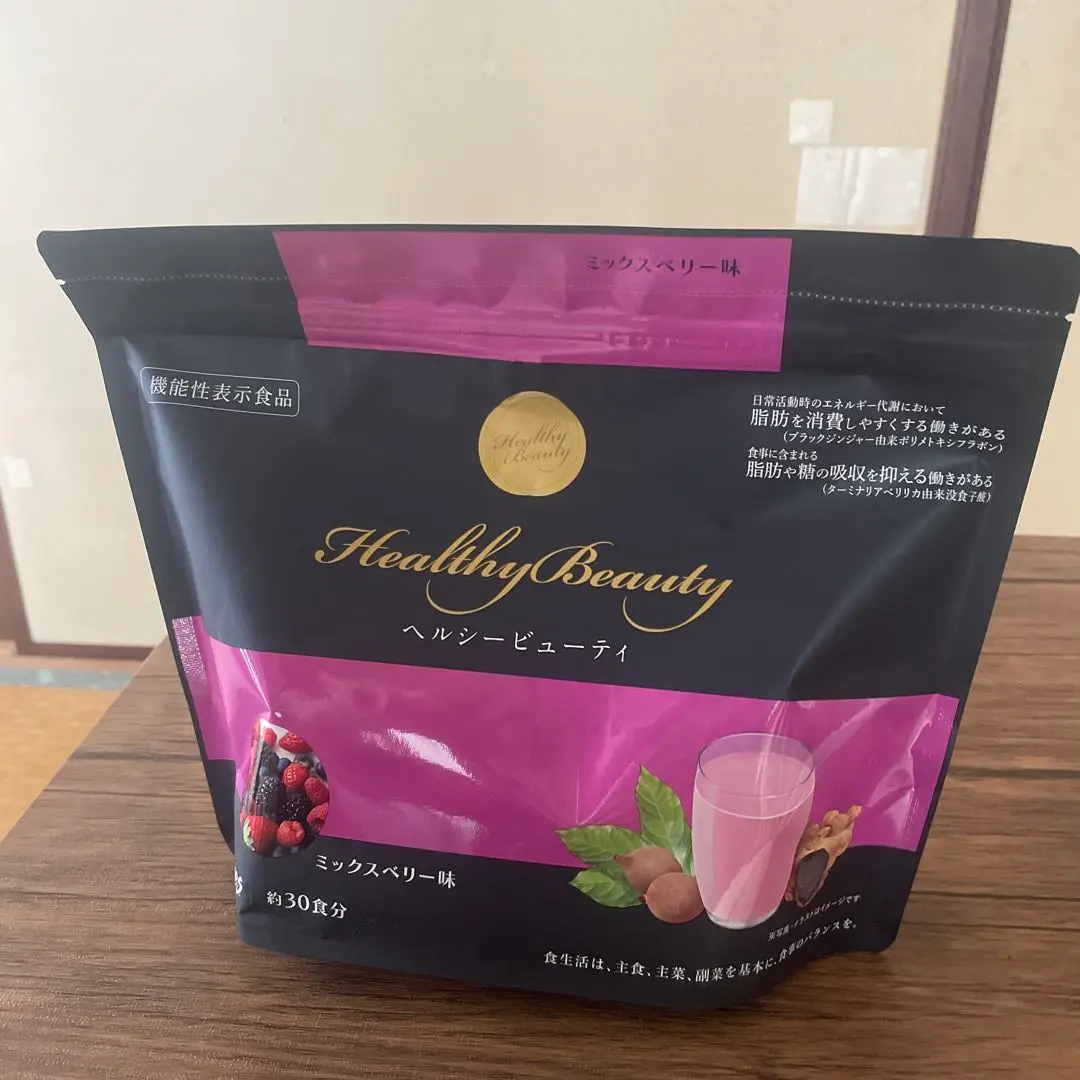 ミックスベリー味
機能性表示食品
日常活動時のエネルギー代謝において
脂肪を消費しやすくする働きがある
(ブラックジンジャー由来ポリメトキシフラボン)
食事に含まれる
脂肪や糖の吸収を抑える働きがある
(ターミナリアベリリカ由来没食子酸)
Healthy
Beauty
Healthy Beauty
ヘルシービューティ
ミックスベリー味
約30食分
※写真・イラストはイメージです
食生活は、主食、主菜、副菜を基本に、食事のバランスを。